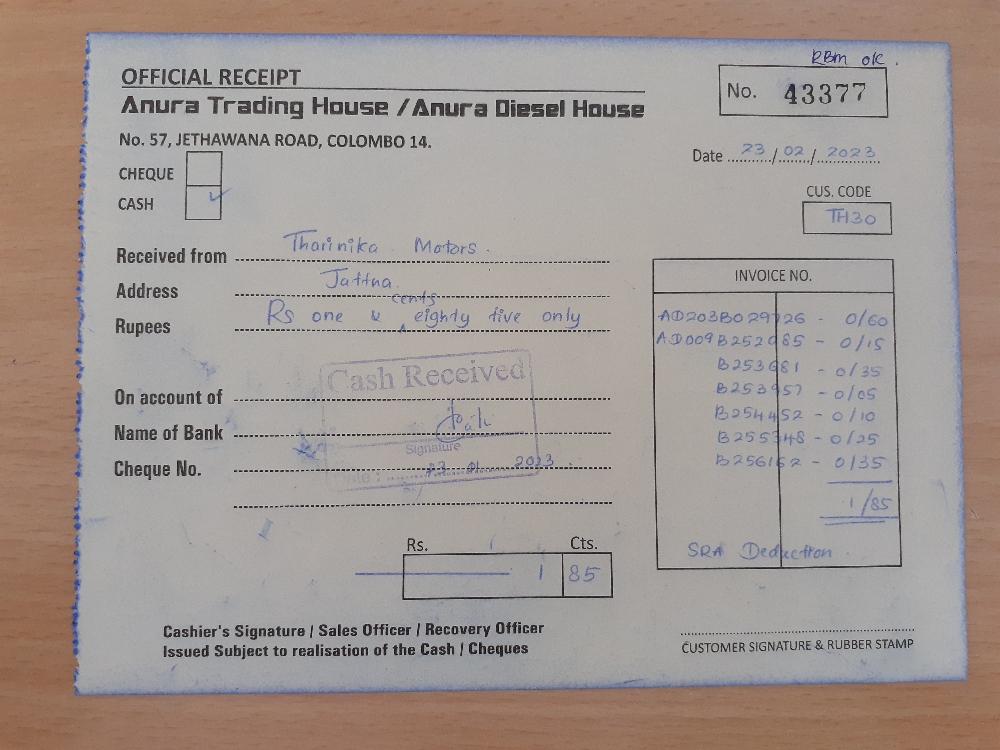 RBM OK.
OFFICIAL RECEIPT
No. 43377
Anura Trading House / Anura Diesel House
No. 57, JETHAWANA ROAD, COLOMBO 14.
Date 23/02/2023
CHEQUE
CASH ✓
CUS. CODE
TH30
Received from Tharinika Motors.
Address Jaffna.
Rupees Rs one & cents eighty five only
INVOICE NO.
AD203B029726 - 0/60
AD009B252985 - 0/15
B253681 - 0/35
B253957 - 0/05
B254452 - 0/10
B255348 - 0/25
B256162 - 0/35
1/85
SRA Deduction
Cash Received
On account of
Name of Bank
Signature
Cheque No.
Date : 23 01 2023
Rs. Cts.
1 85
Cashier's Signature / Sales Officer / Recovery Officer
Issued Subject to realisation of the Cash / Cheques
CUSTOMER SIGNATURE & RUBBER STAMP